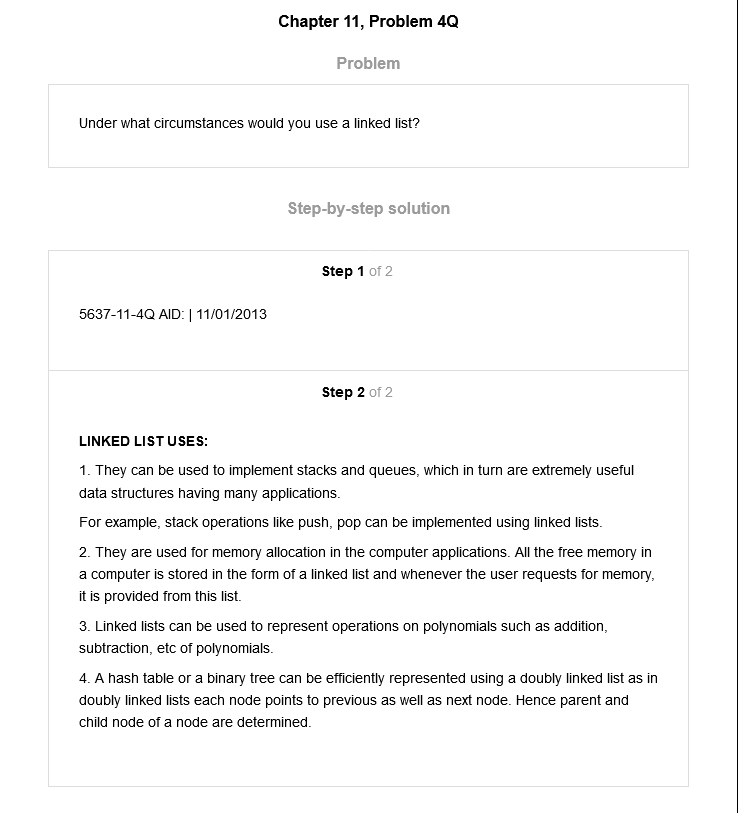 Chapter 11, Problem 4Q
Problem
Under what circumstances would you use a linked list?
Step-by-step solution
Step 1 of 2
5637-11-4Q AID: | 11/01/2013
Step 2 of 2
LINKED LIST USES:
1. They can be used to implement stacks and queues, which in turn are extremely useful
data structures having many applications.
For example, stack operations like push, pop can be implemented using linked lists.
2. They are used for memory allocation in the computer applications. All the free memory in
a computer is stored in the form of a linked list and whenever the user requests for memory,
it is provided from this list.
3. Linked lists can be used to represent operations on polynomials such as addition,
subtraction, etc of polynomials.
4. A hash table or a binary tree can be efficiently represented using a doubly linked list as in
doubly linked lists each node points to previous as well as next node. Hence parent and
child node of a node are determined.